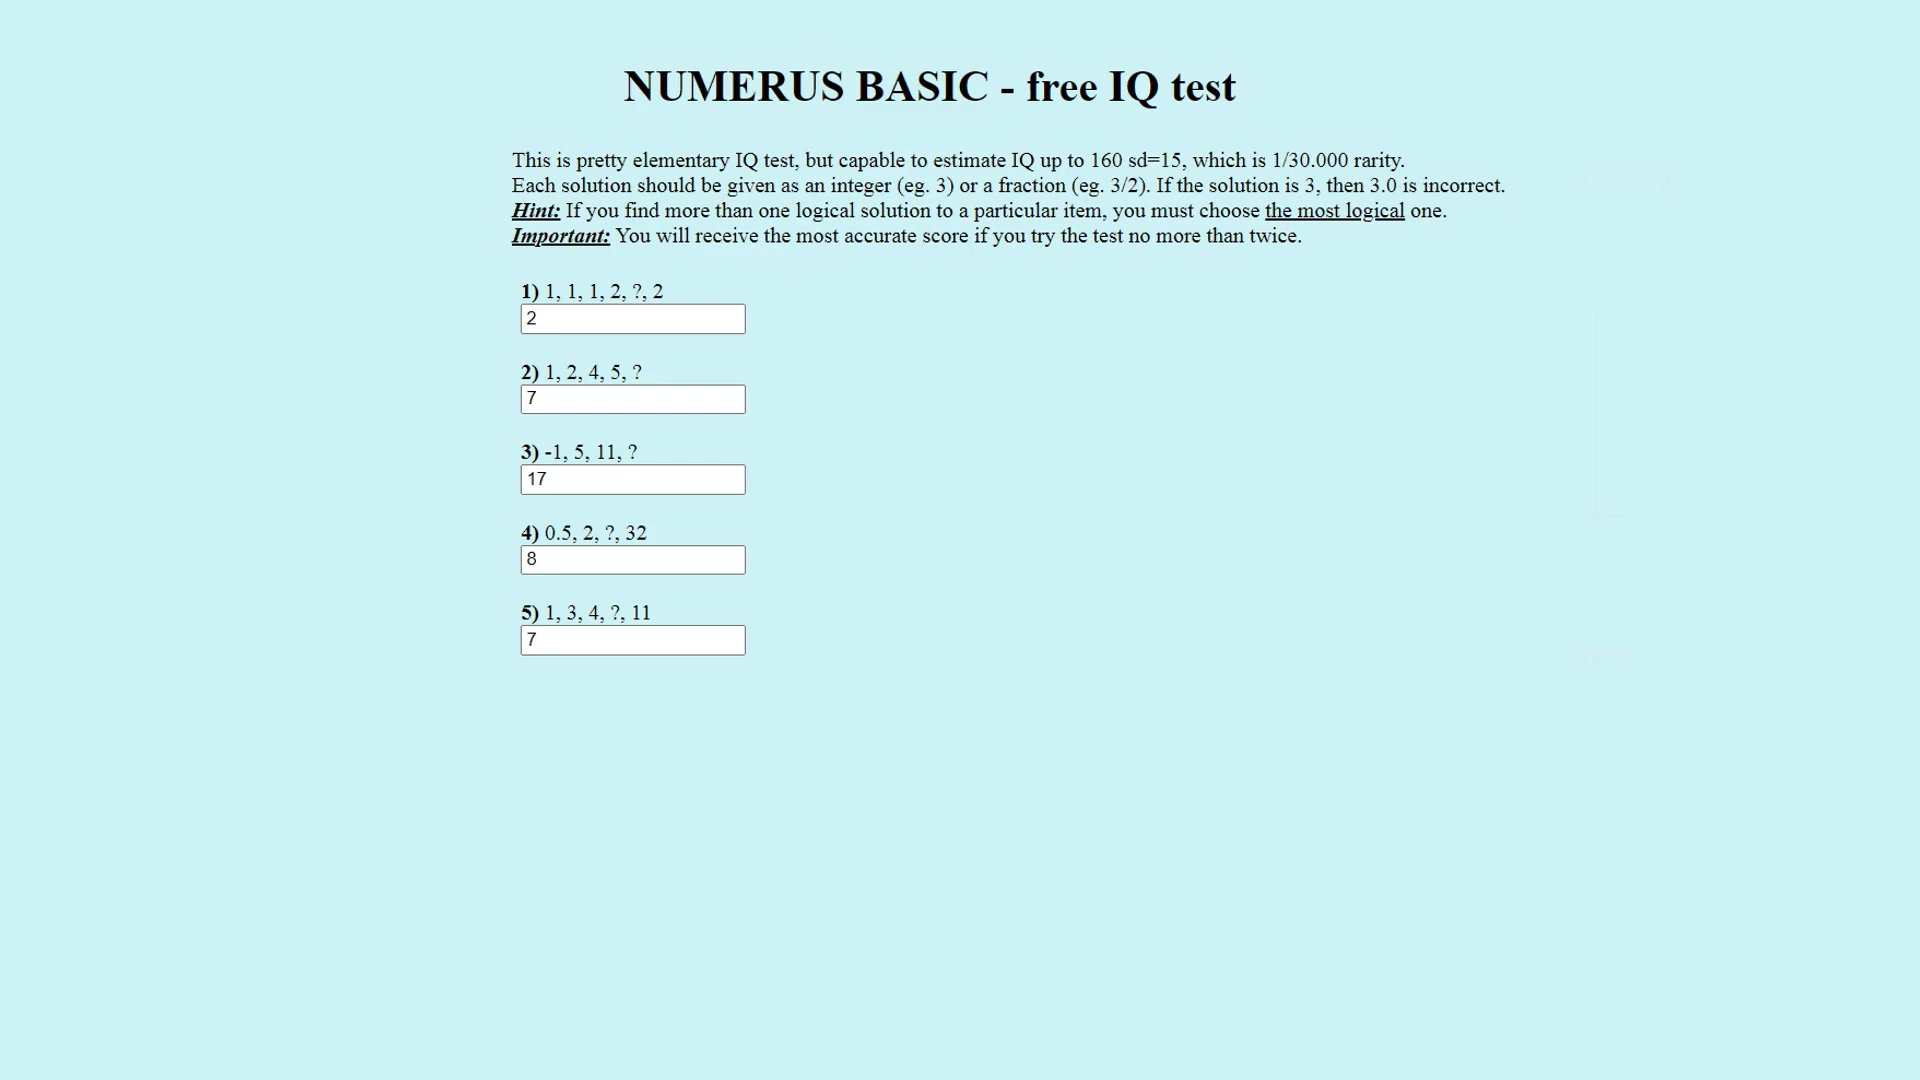 NUMERUS BASIC - free IQ test
This is pretty elementary IQ test, but capable to estimate IQ up to 160 sd=15, which is 1/30.000 rarity.
Each solution should be given as an integer (eg. 3) or a fraction (eg. 3/2). If the solution is 3, then 3.0 is incorrect.
Hint: If you find more than one logical solution to a particular item, you must choose the most logical one.
Important: You will receive the most accurate score if you try the test no more than twice.
1) 1, 1, 1, 2, ?, 2
2
2) 1, 2, 4, 5, ?
7
3) -1, 5, 11, ?
17
4) 0.5, 2, ?, 32
8
5) 1, 3, 4, ?, 11
7